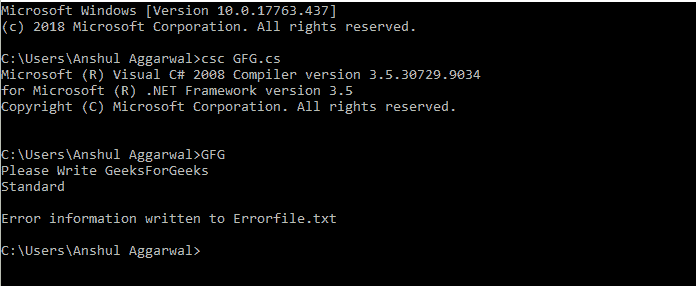 Microsoft Windows [Version 10.0.17763.437]
(c) 2018 Microsoft Corporation. All rights reserved.
C:\Users\Anshul Aggarwal>csc GFG.cs
Microsoft (R) Visual C# 2008 Compiler version 3.5.30729.9034
for Microsoft (R) .NET Framework version 3.5
Copyright (C) Microsoft Corporation. All rights reserved.
C:\Users\Anshul Aggarwal>GFG
Please Write GeeksForGeeks
Standard
Error information written to Errorfile.txt
C:\Users\Anshul Aggarwal>